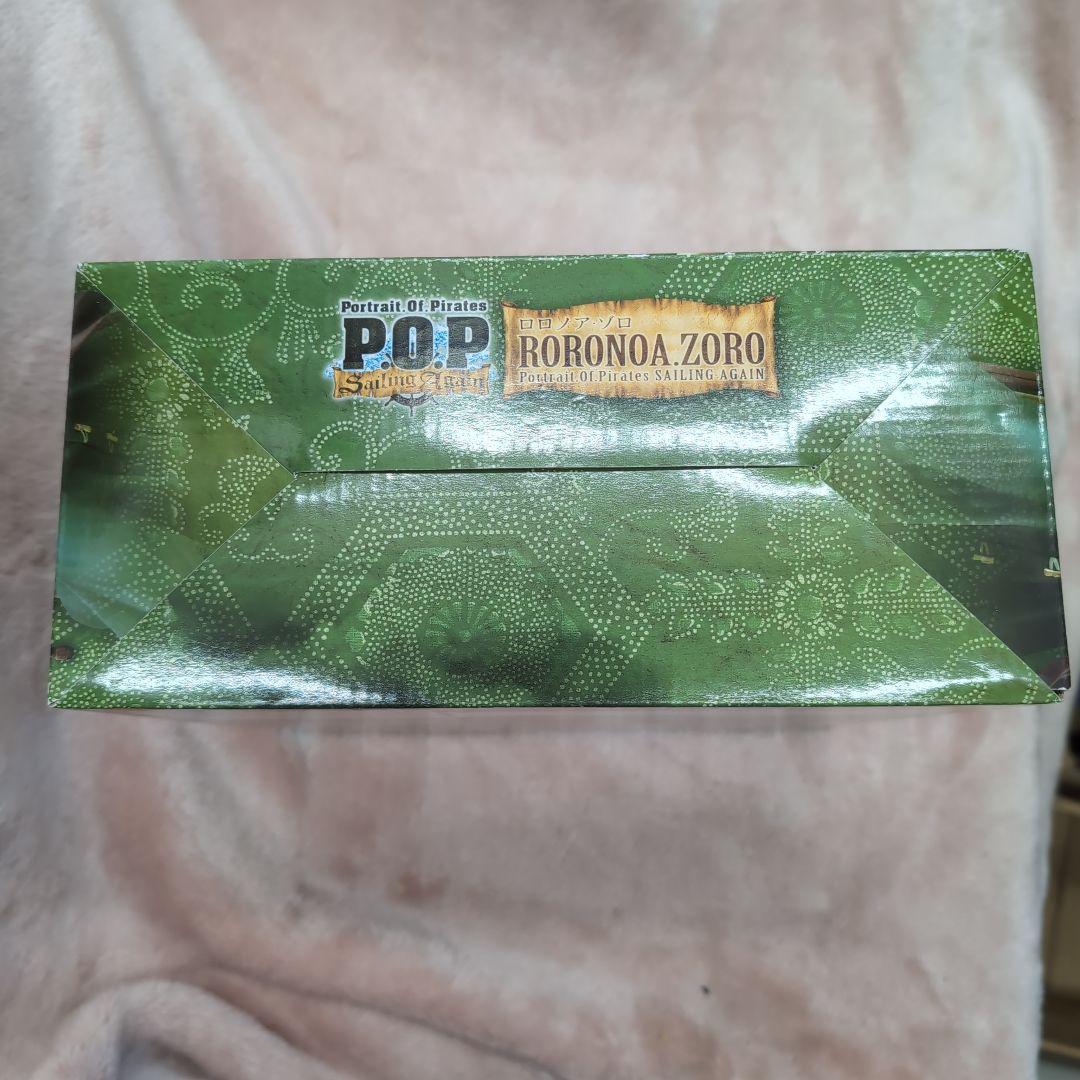 Portrait.Of.Pirates
P.O.P
Sailing Again
ロロノア・ゾロ
RORONOA.ZORO
Portrait.Of.Pirates SAILING AGAIN